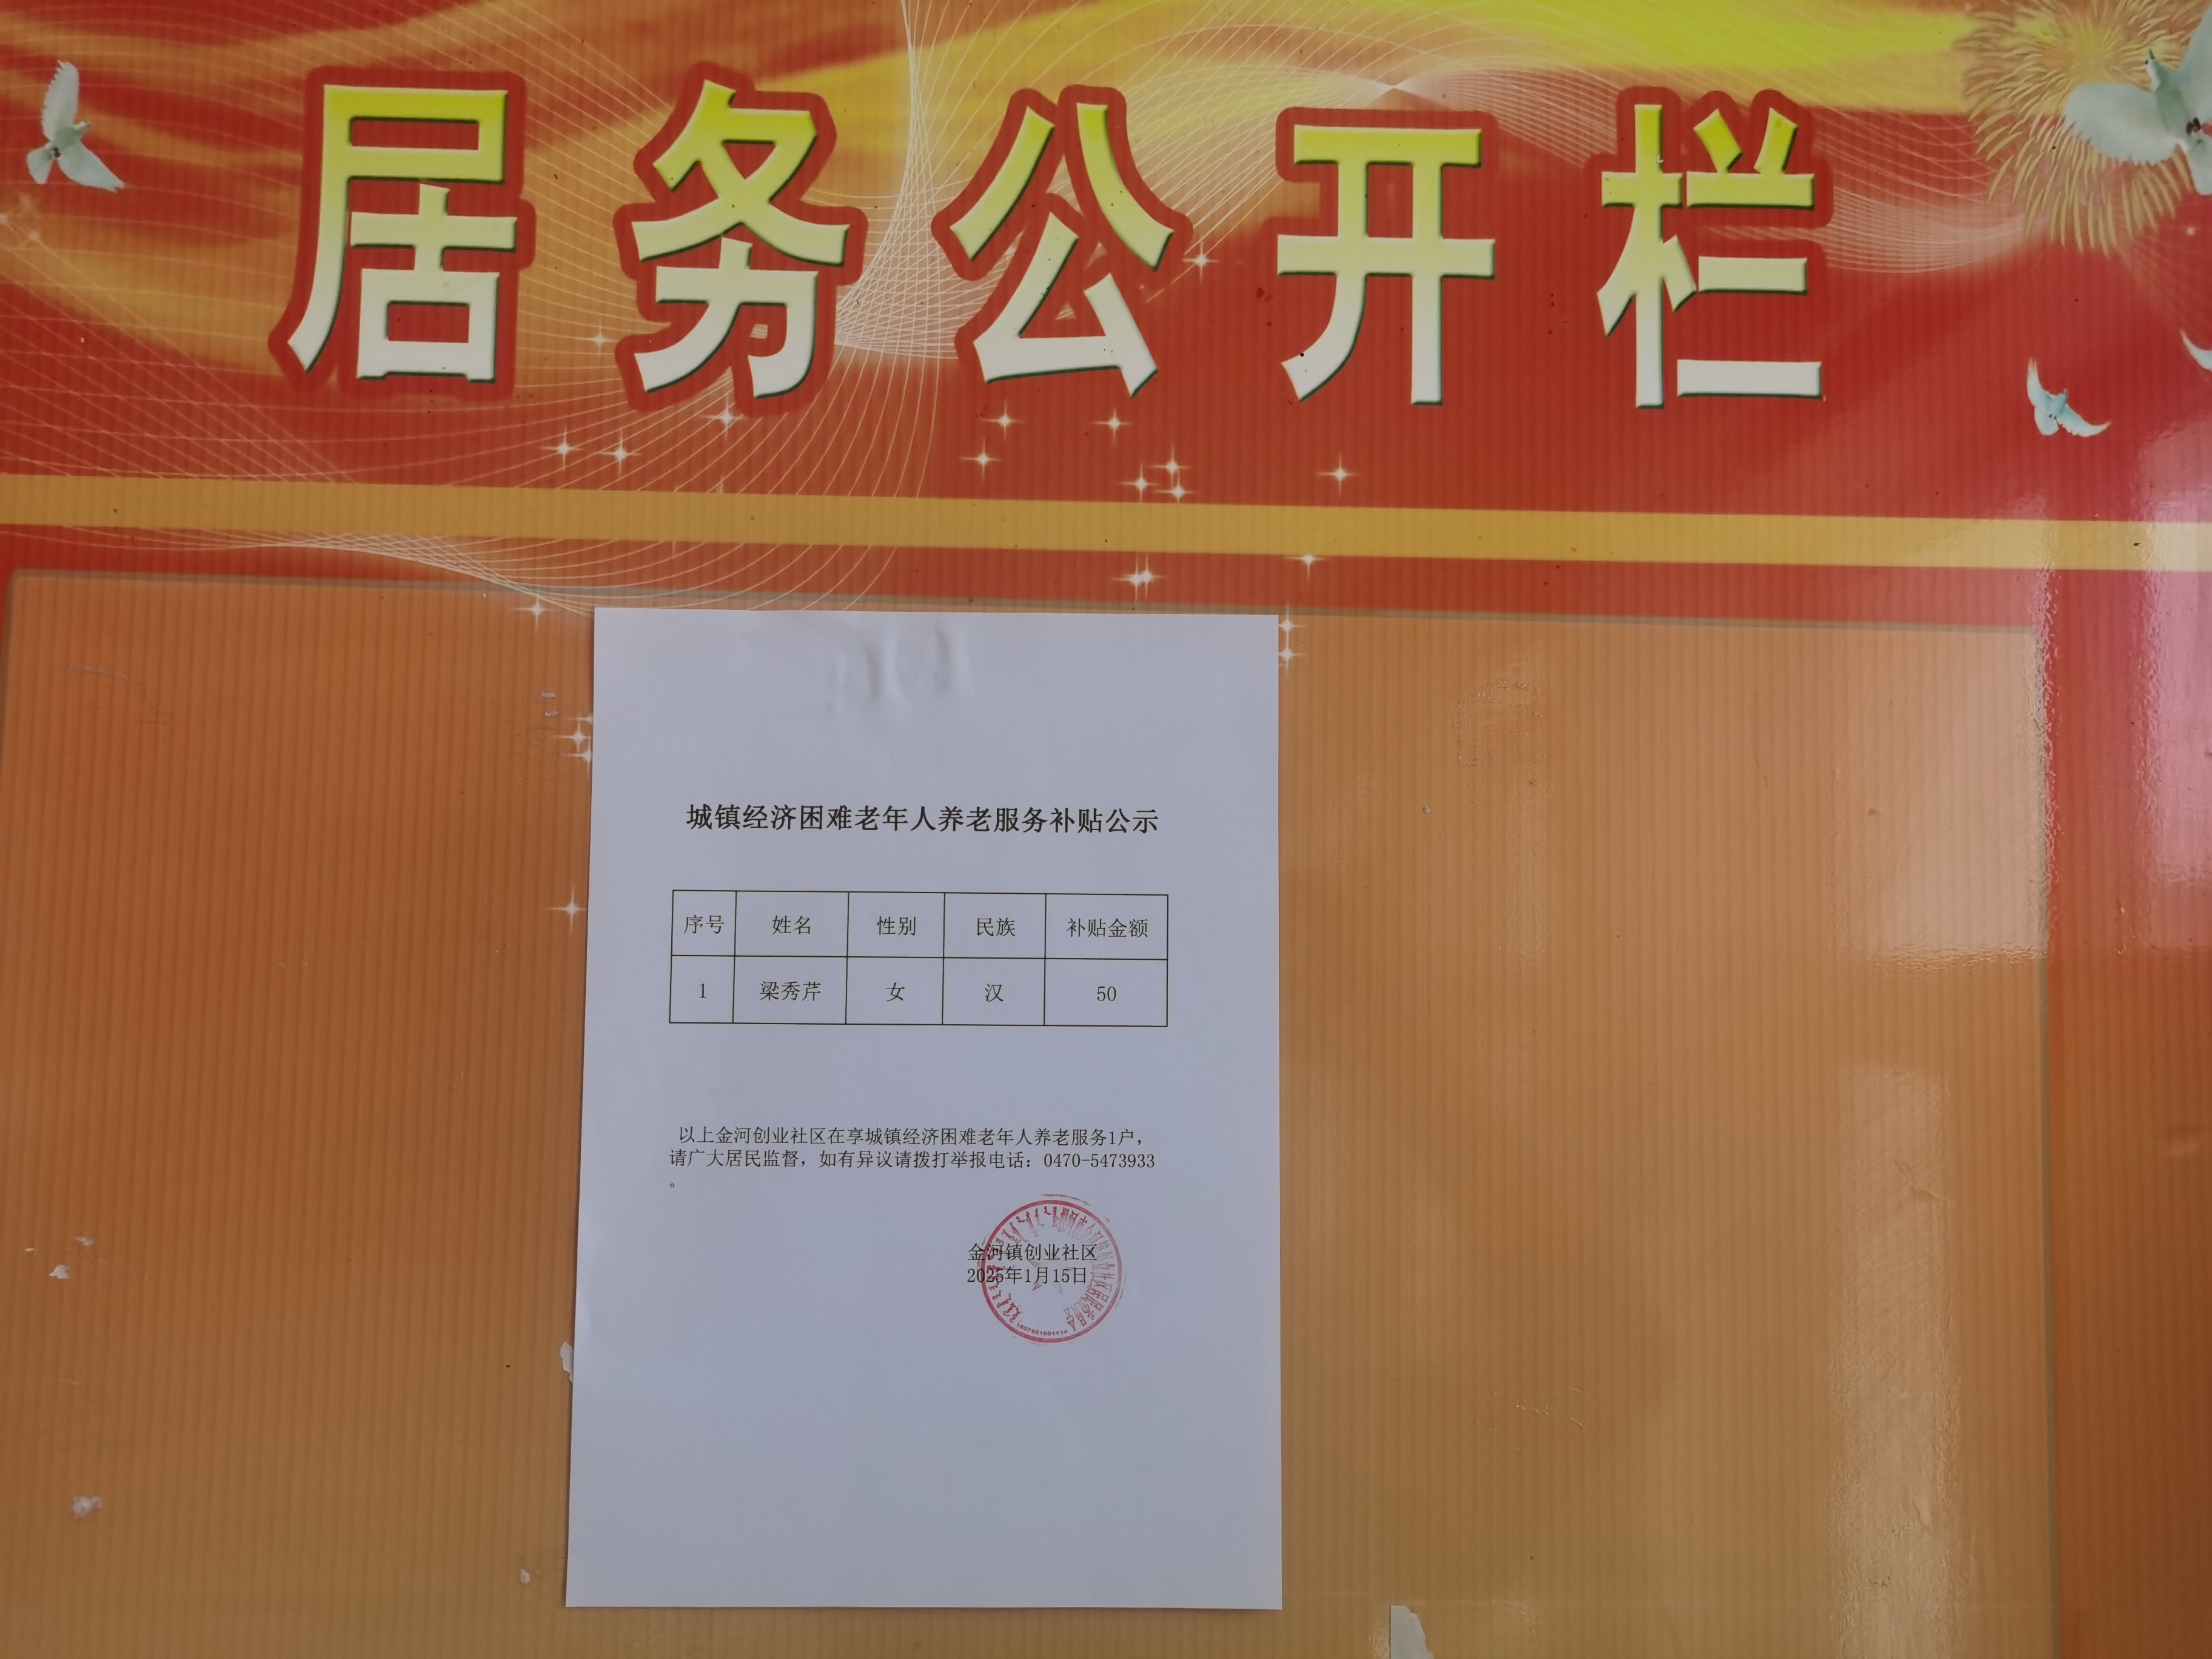 居务公开栏
城镇经济困难老年人养老服务补贴公示
序号 姓名 性别 民族 补贴金额
1 梁秀芹 女 汉 50
以上金河创业社区在享城镇经济困难老年人养老服务1户，
请广大居民监督，如有异议请拨打举报电话：0470-5473933
。
金河镇创业社区
2025年1月15日